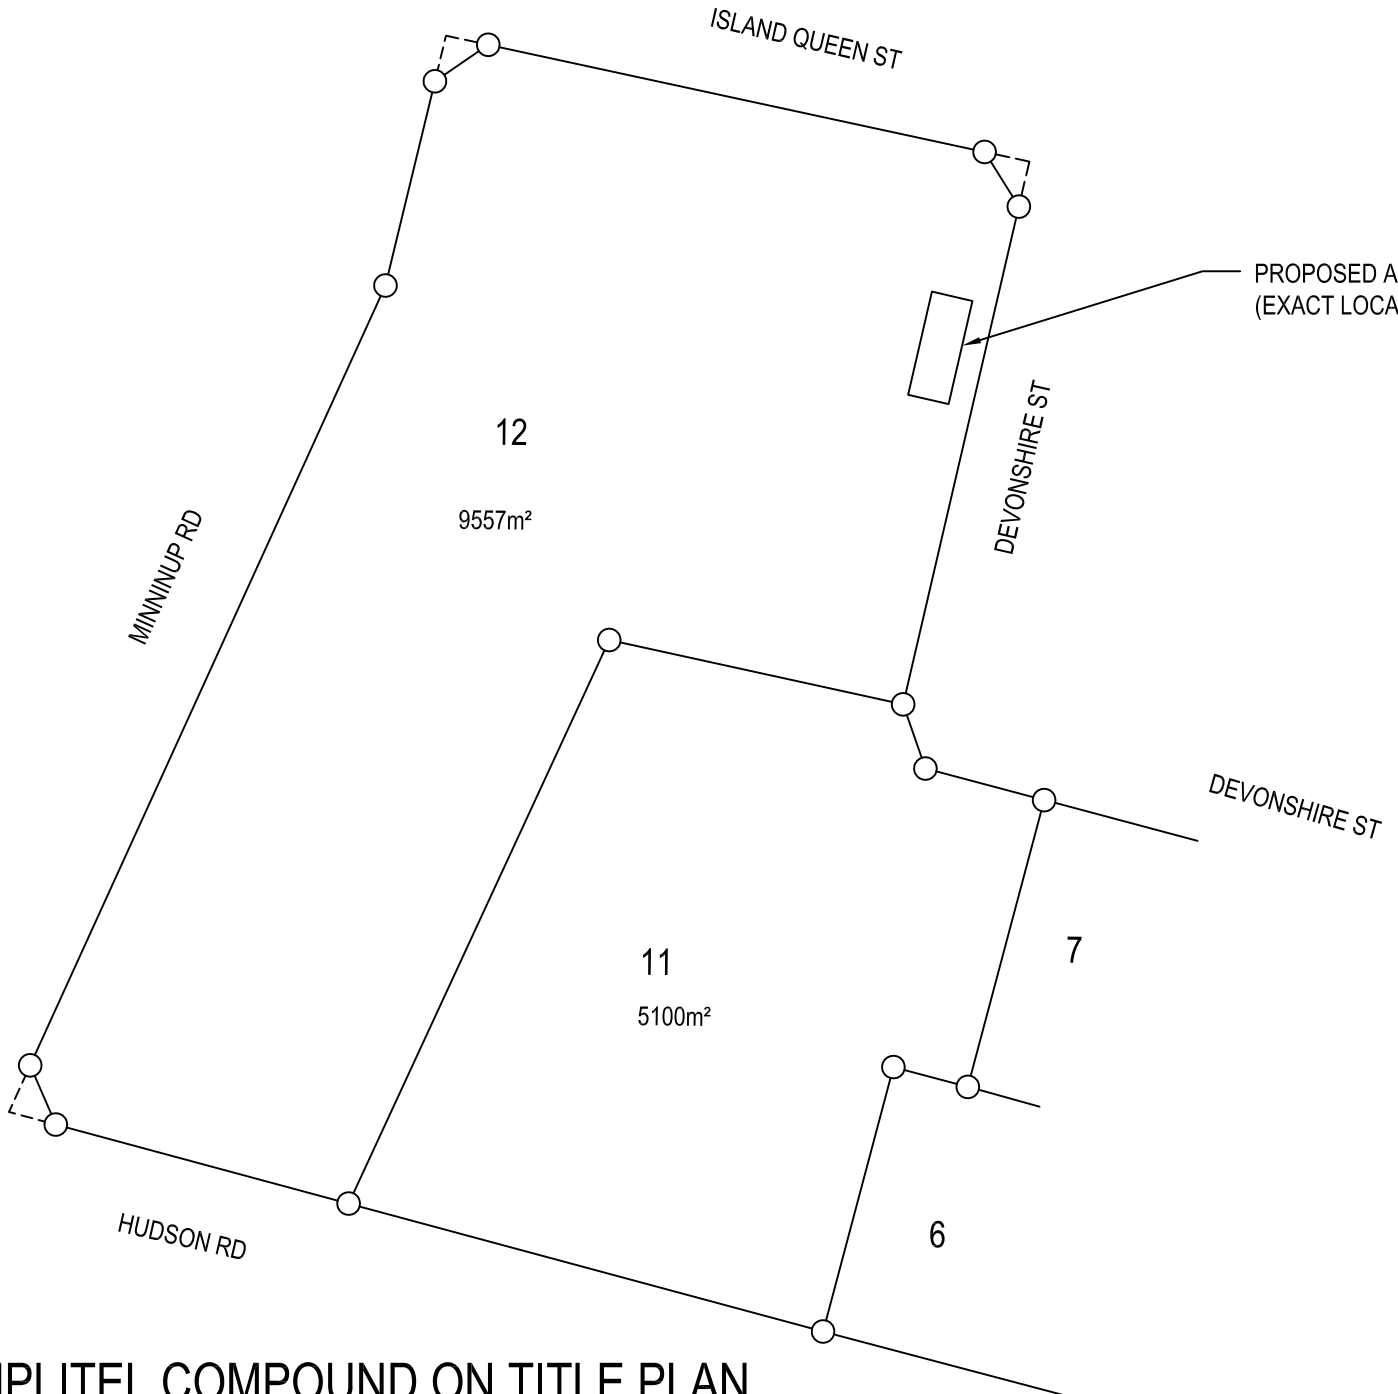 ISLAND QUEEN ST
PROPOSED
(EXACT
DEVONSHIRE ST
12
9557m²
MINNINUP RD
DEVONSHIRE ST
11
5100m²
7
6
HUDSON RD
COMPOUND ON TITLE PLAN